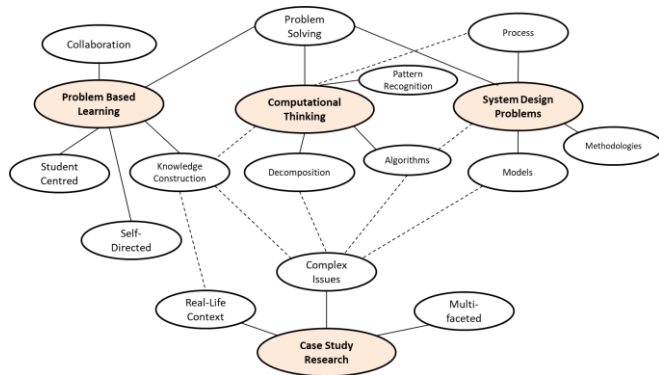 Problem
Solving
Collaboration
Process
Pattern
Recognition
Problem Based
Learning
Computational
Thinking
System Design
Problems
Methodologies
Student
Centred
Knowledge
Construction
Decomposition
Algorithms
Models
Self-
Directed
Complex
Issues
Real-Life
Context
Multi-
faceted
Case Study
Research